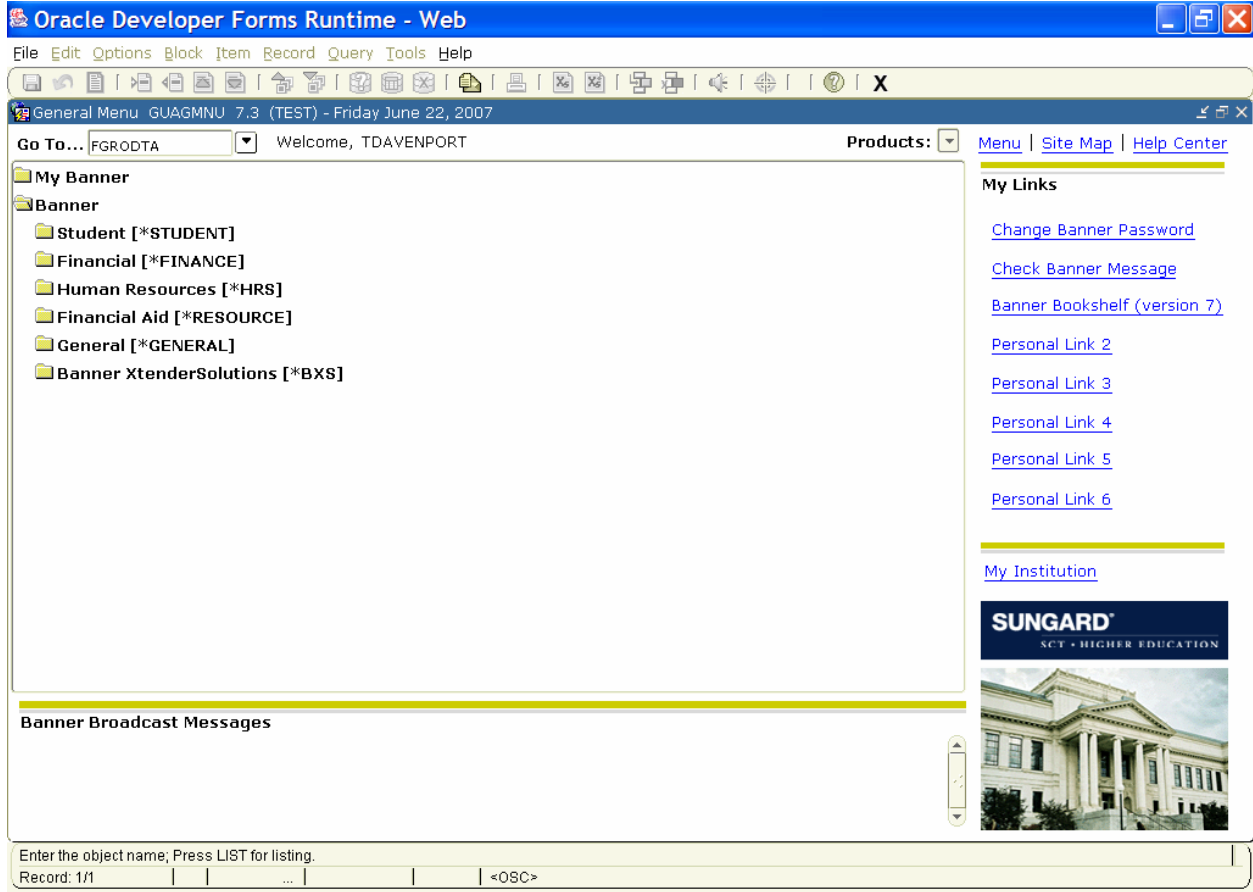 Oracle Developer Forms Runtime - Web
File Edit Options Block Item Record Query Tools Help
General Menu GUAGMNU 7.3 (TEST) - Friday June 22, 2007
Go To... FGRODTA Welcome, TDAVENPORT Products: Menu | Site Map | Help Center
My Banner
Banner
Student [*STUDENT]
Financial [*FINANCE]
Human Resources [*HRS]
Financial Aid [*RESOURCE]
General [*GENERAL]
Banner XtenderSolutions [*BXS]
My Links
Change Banner Password
Check Banner Message
Banner Bookshelf (version 7)
Personal Link 2
Personal Link 3
Personal Link 4
Personal Link 5
Personal Link 6
My Institution
SUNGARD®
SCT • HIGHER EDUCATION
Banner Broadcast Messages
Enter the object name; Press LIST for listing.
Record: 1/1 ... <OSC>